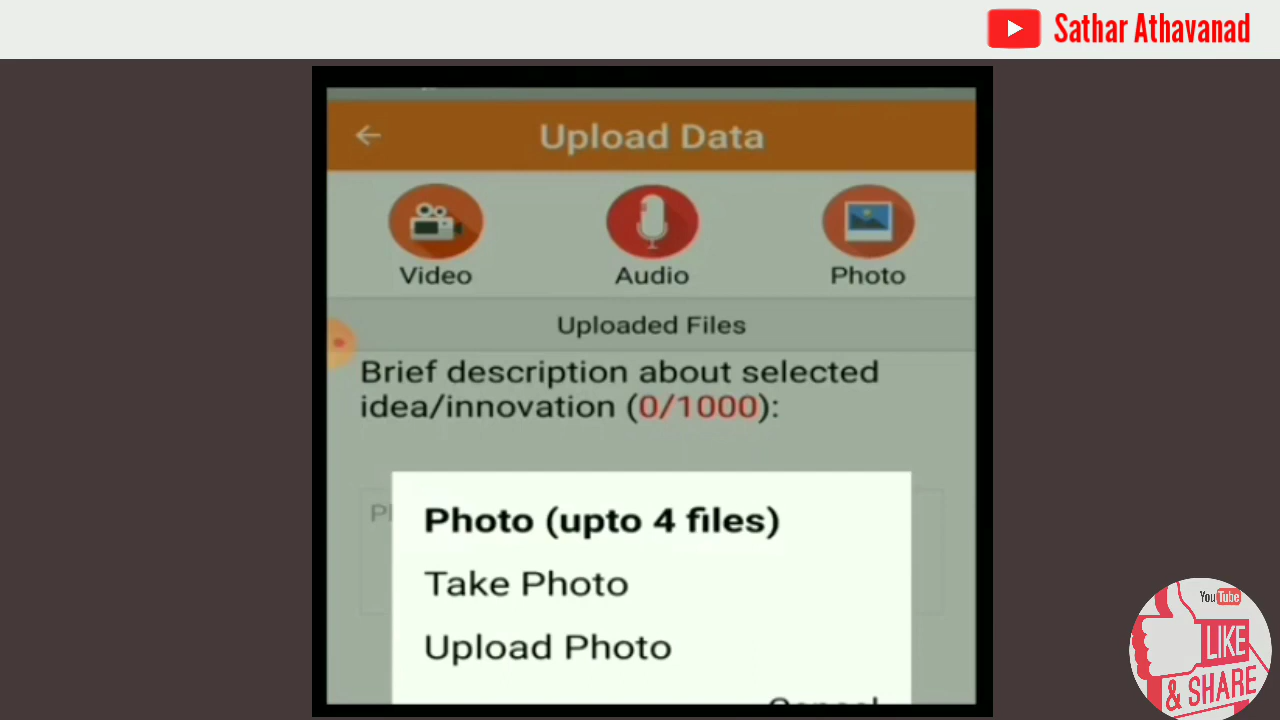 Sathar Athavanad
Upload Data
Video
Audio
Photo
Uploaded Files
Brief description about selected
idea/innovation (0/1000):
Photo (upto 4 files)
Take Photo
Upload Photo
Cancel
YouTube
LIKE
& SHARE